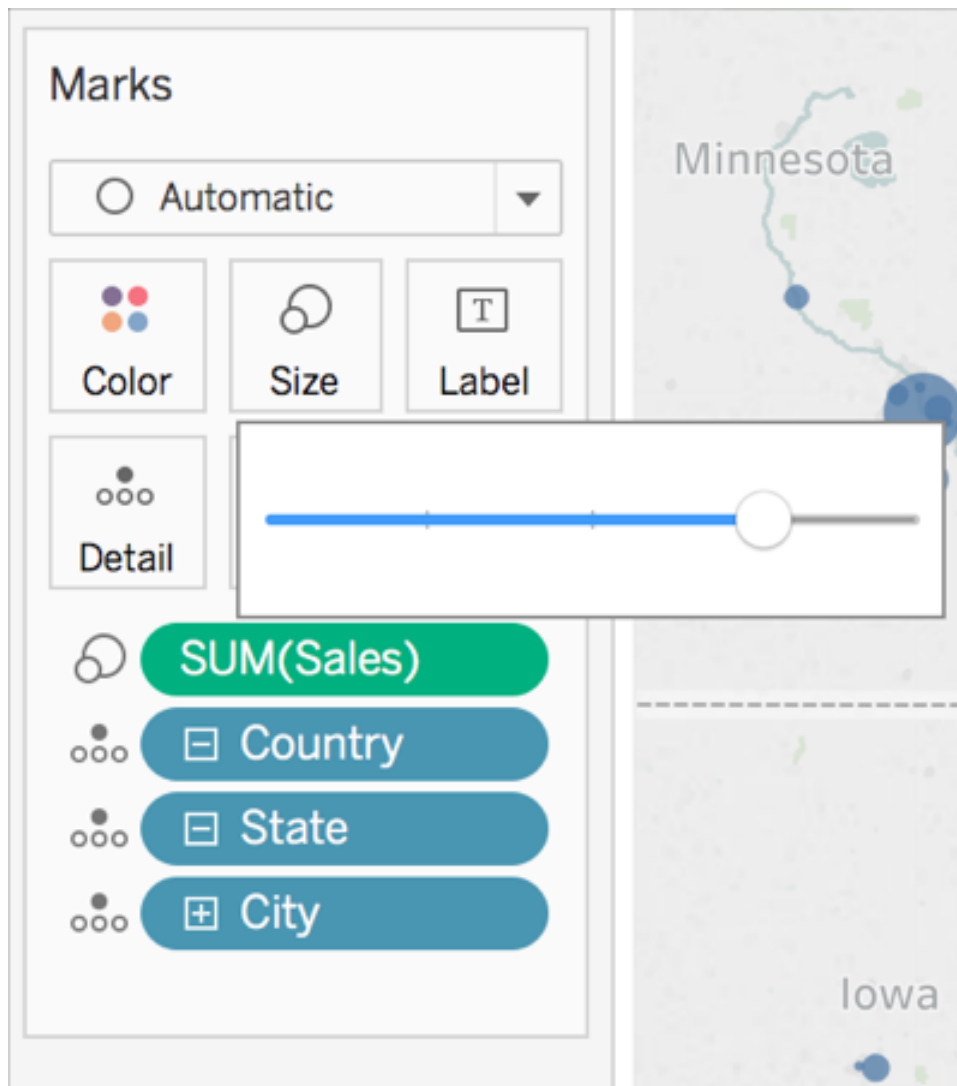 Marks
Automatic
Color
Size
Label
Detail
SUM(Sales)
Country
State
City
Minnesota
Iowa